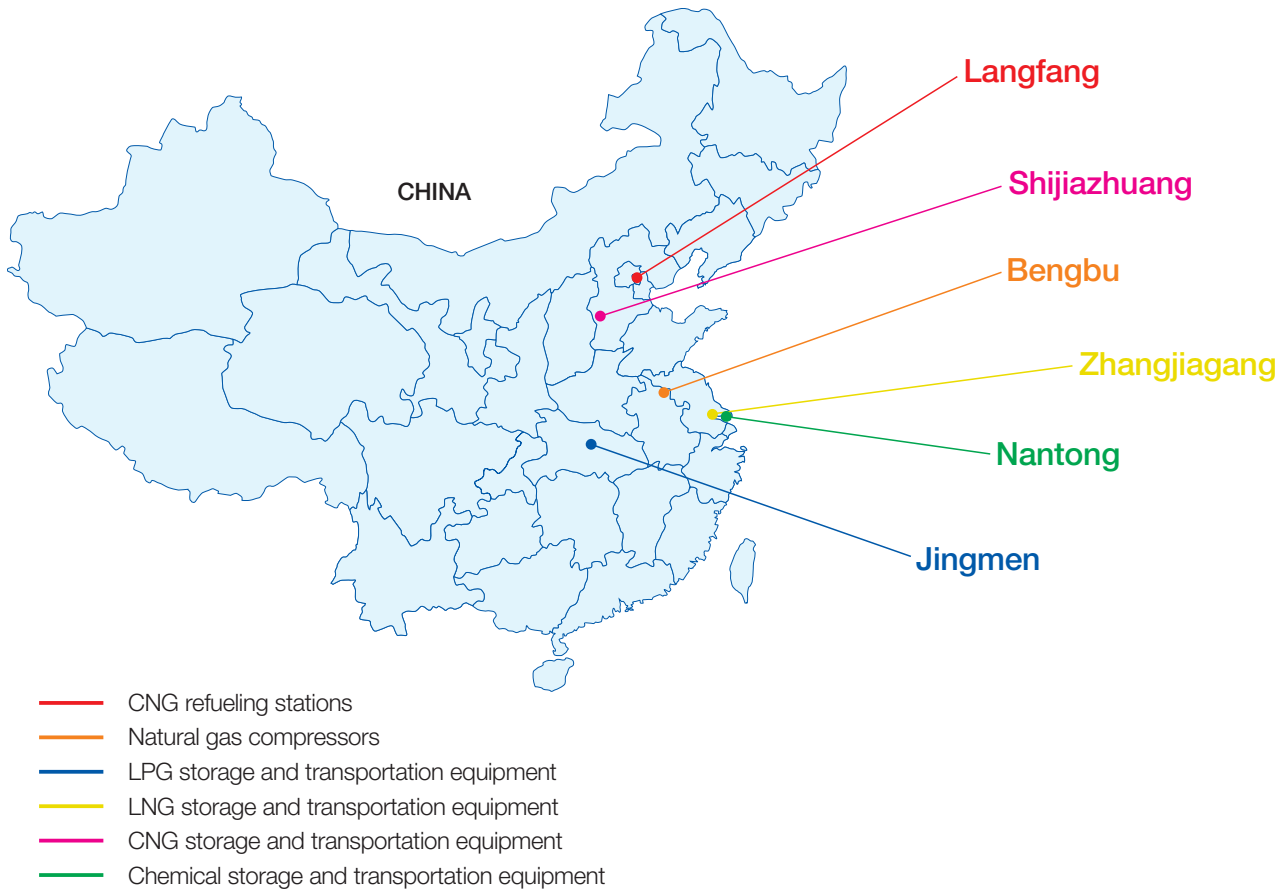 Langfang
Shijiazhuang
CHINA
Bengbu
Zhangjiagang
Nantong
Jingmen
CNG refueling stations
Natural gas compressors
LPG storage and transportation equipment
LNG storage and transportation equipment
CNG storage and transportation equipment
Chemical storage and transportation equipment